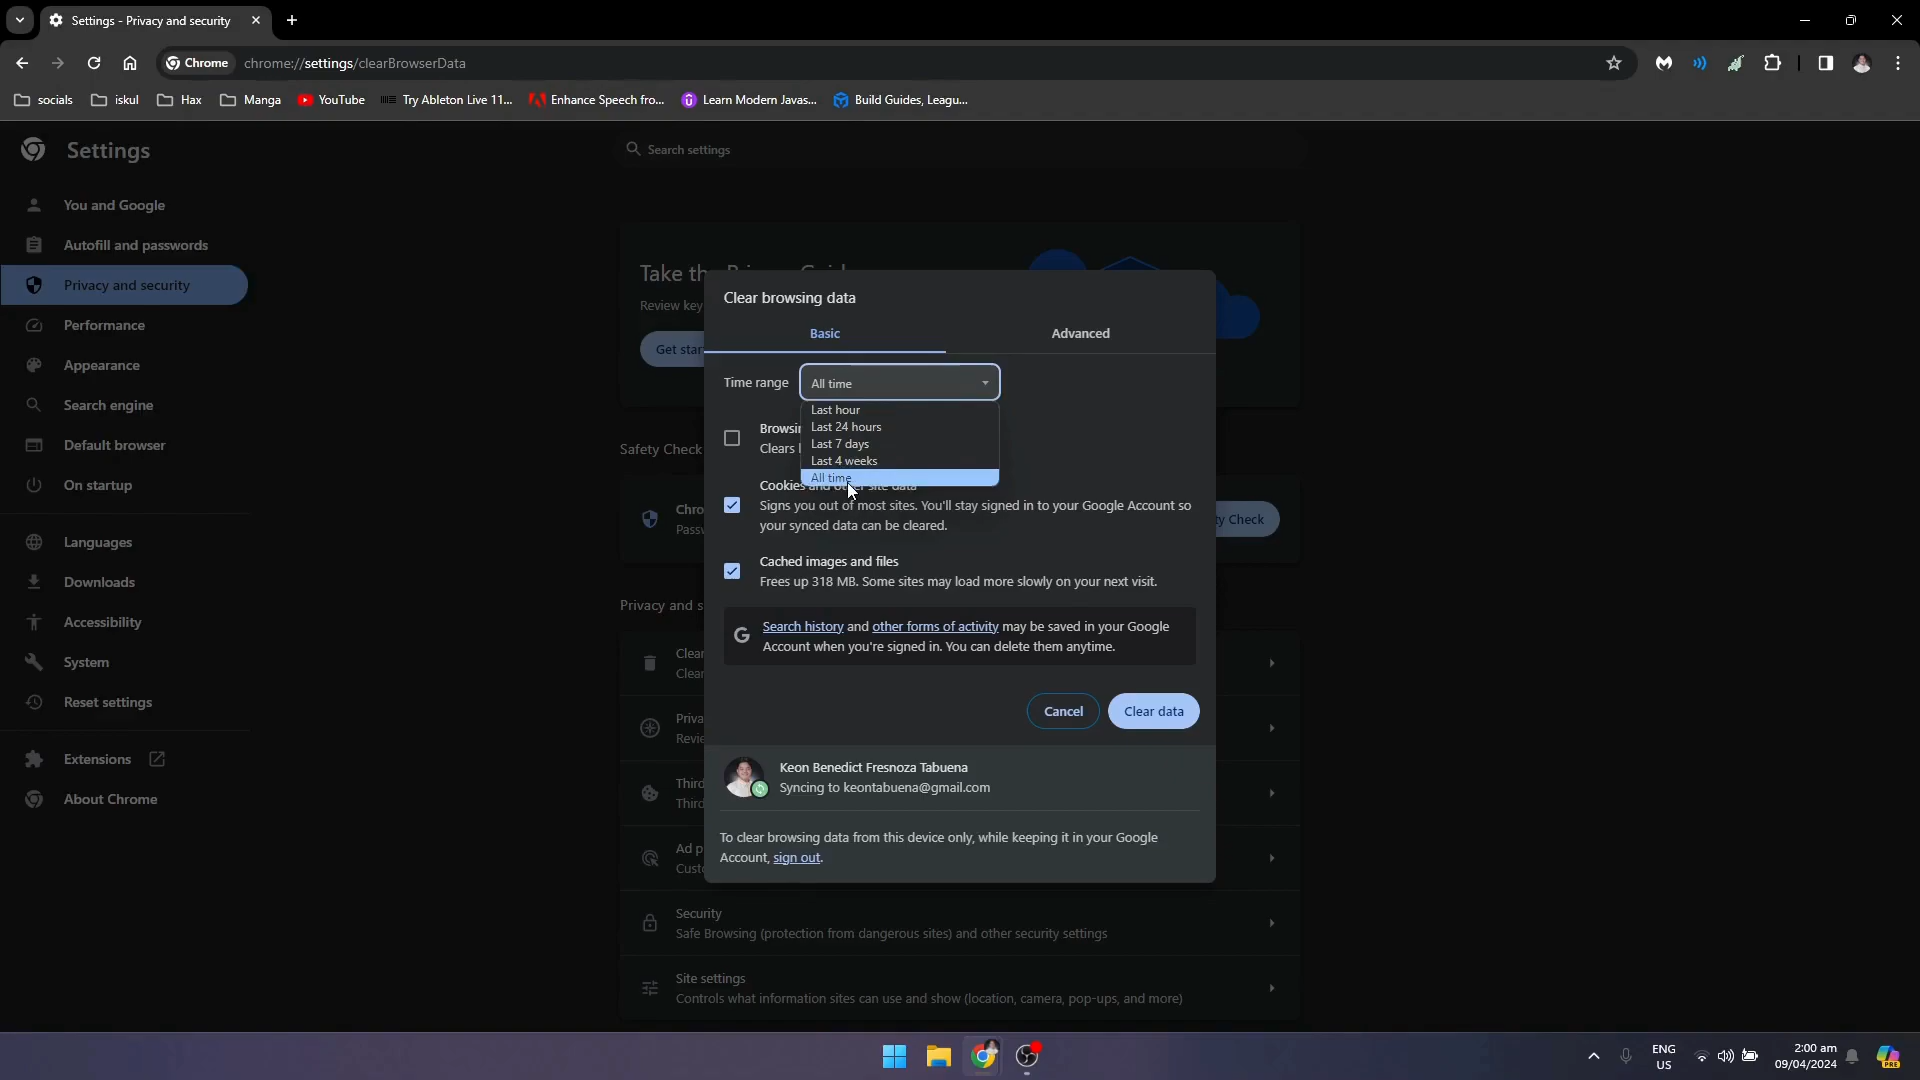 Settings - Privacy and security
Chrome
chrome://settings/clearBrowserData
socials
iskul
Hax
Manga
YouTube
Try Ableton Live 11...
Enhance Speech fro...
Learn Modern Javas...
Build Guides, Leagu...
Settings
Search settings
You and Google
Autofill and passwords
Privacy and security
Performance
Appearance
Search engine
Default browser
On startup
Languages
Downloads
Accessibility
System
Reset settings
Extensions
About Chrome
Take th
Review key
Get star
Safety Check
Chro
Passw
ty Check
Privacy and s
Clear
Clear
Priva
Revie
Third
Third
Ad p
Custo
Security
Safe Browsing (protection from dangerous sites) and other security settings
Site settings
Controls what information sites can use and show (location, camera, pop-ups, and more)
Clear browsing data
Basic
Advanced
Time range
All time
Last hour
Last 24 hours
Last 7 days
Last 4 weeks
All time
Browsin
Clears
Cookies and other site data
Signs you out of most sites. You'll stay signed in to your Google Account so
your synced data can be cleared.
Cached images and files
Frees up 318 MB. Some sites may load more slowly on your next visit.
Search history and other forms of activity may be saved in your Google
Account when you're signed in. You can delete them anytime.
Cancel
Clear data
Keon Benedict Fresnoza Tabuena
Syncing to keontabuena@gmail.com
To clear browsing data from this device only, while keeping it in your Google
Account, sign out.
ENG
US
2:00 am
09/04/2024
PRE